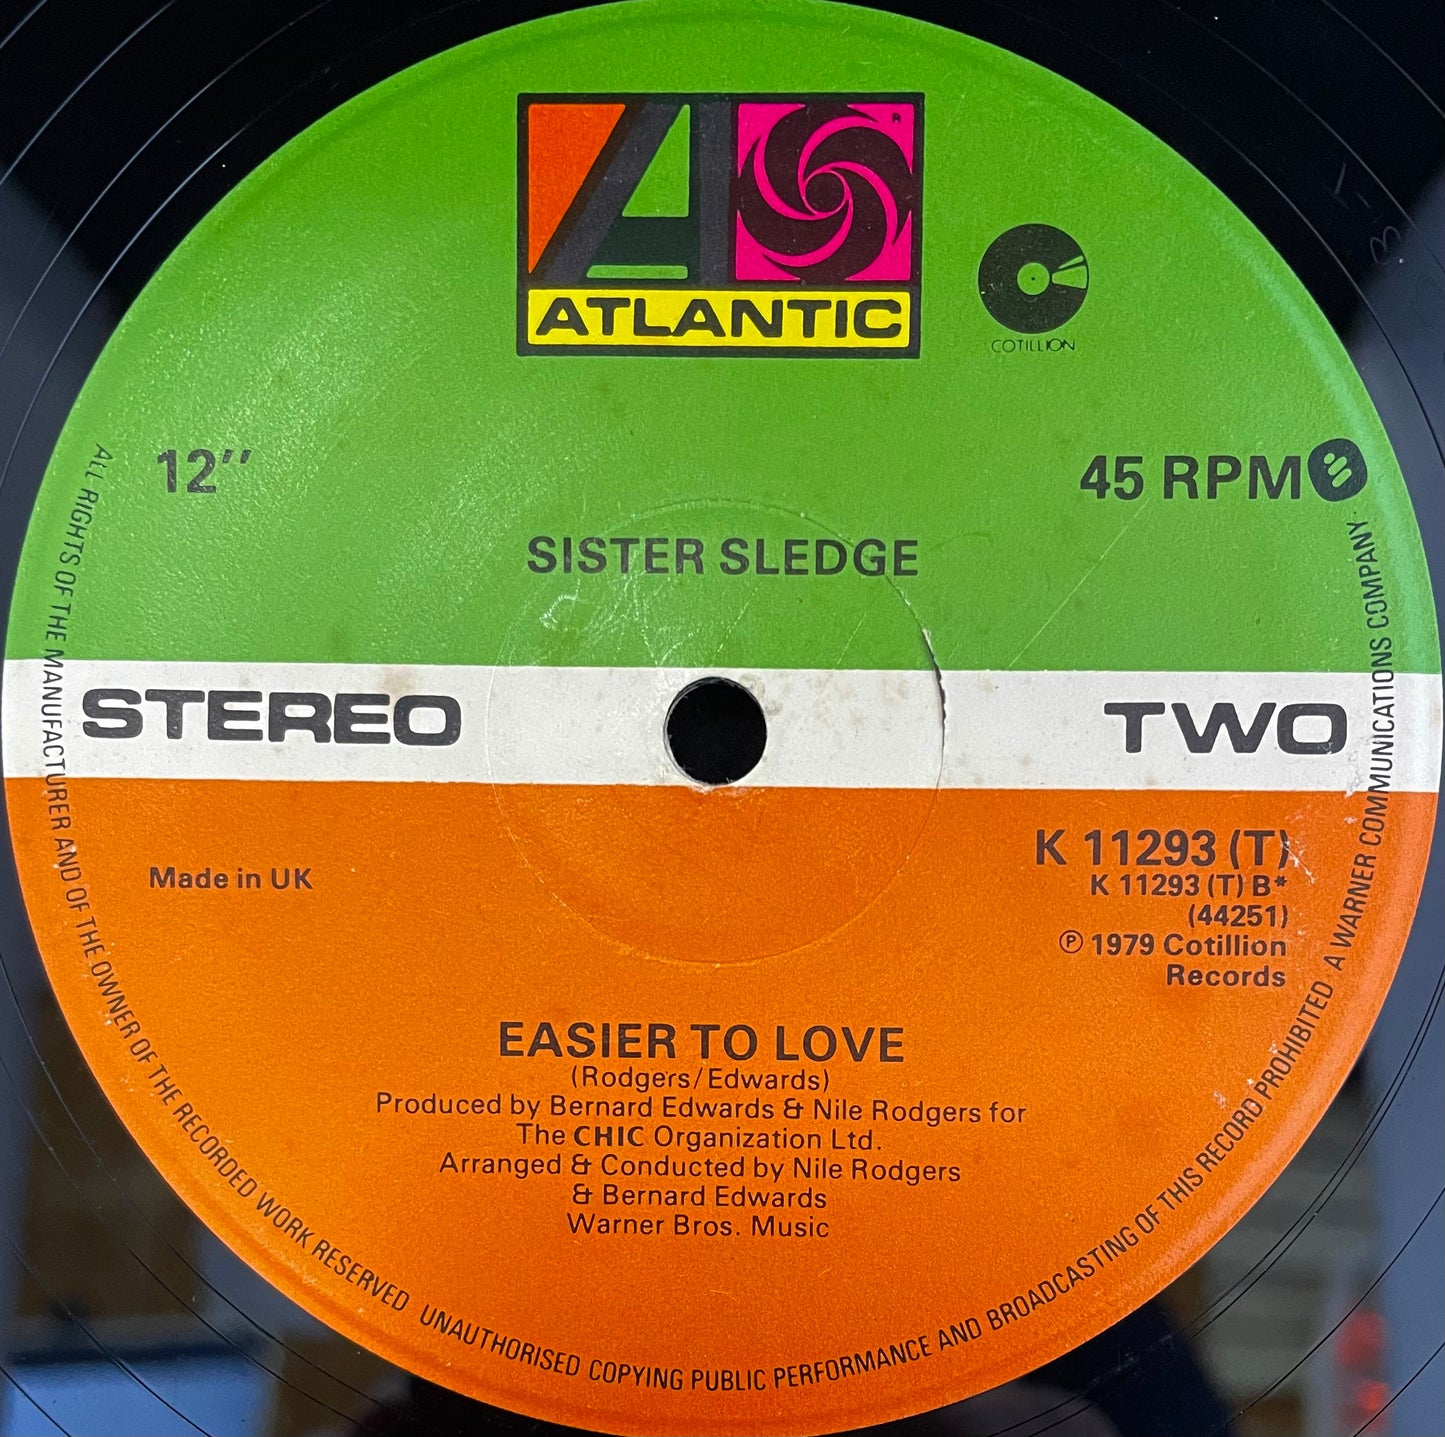 ATLANTIC
COTILLION
12''
45 RPM
SISTER SLEDGE
STEREO
TWO
Made in UK
K 11293 (T)
K 11293 (T) B*
(44251)
℗ 1979 Cotillion
Records
EASIER TO LOVE
(Rodgers/Edwards)
Produced by Bernard Edwards & Nile Rodgers for
The CHIC Organization Ltd.
Arranged & Conducted by Nile Rodgers
& Bernard Edwards
Warner Bros. Music
ALL RIGHTS OF THE MANUFACTURER AND OF THE OWNER OF THE RECORDED WORK RESERVED UNAUTHORISED COPYING PUBLIC PERFORMANCE AND BROADCASTING OF THIS RECORD PROHIBITED · A WARNER COMMUNICATIONS COMPANY ·